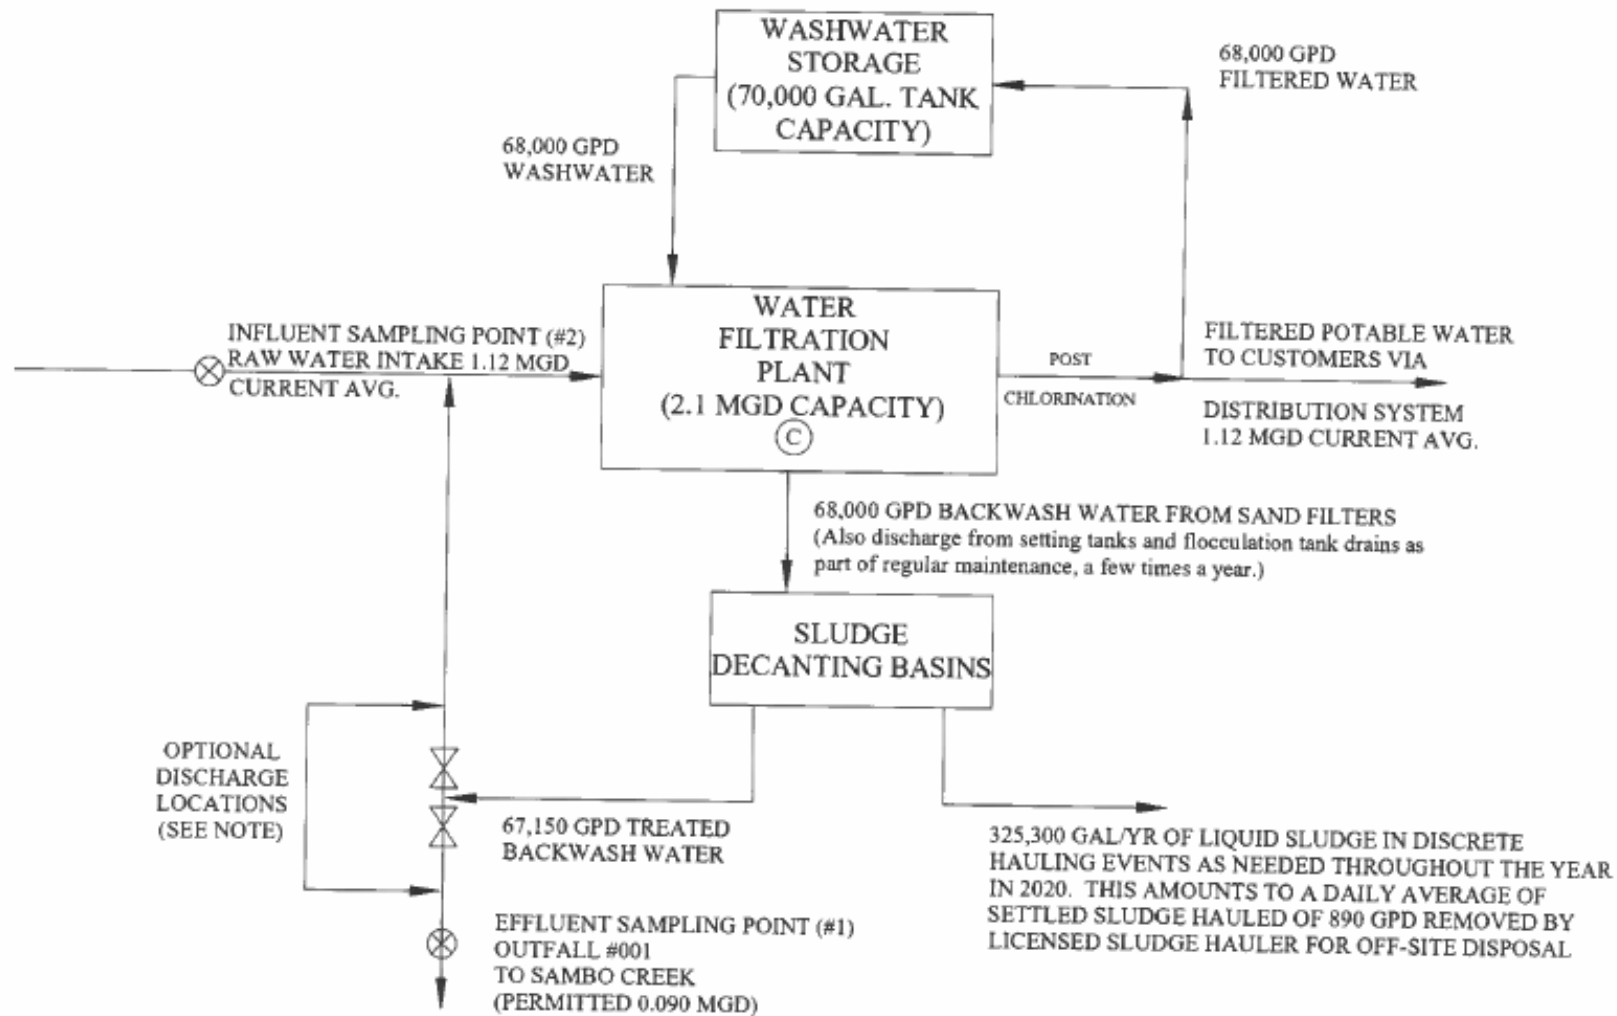 WASHWATER
STORAGE
(70,000 GAL. TANK
CAPACITY)
68,000 GPD
FILTERED WATER
68,000 GPD
WASHWATER
INFLUENT SAMPLING POINT (#2)
RAW WATER INTAKE 1.12 MGD
CURRENT AVG.
WATER
FILTRATION
PLANT
(2.1 MGD CAPACITY)
C
POST
CHLORINATION
FILTERED POTABLE WATER
TO CUSTOMERS VIA
DISTRIBUTION SYSTEM
1.12 MGD CURRENT AVG.
68,000 GPD BACKWASH WATER FROM SAND FILTERS
(Also discharge from setting tanks and flocculation tank drains as
part of regular maintenance, a few times a year.)
SLUDGE
DECANTING BASINS
OPTIONAL
DISCHARGE
LOCATIONS
(SEE NOTE)
67,150 GPD TREATED
BACKWASH WATER
325,300 GAL/YR OF LIQUID SLUDGE IN DISCRETE
HAULING EVENTS AS NEEDED THROUGHOUT THE YEAR
IN 2020. THIS AMOUNTS TO A DAILY AVERAGE OF
SETTLED SLUDGE HAULED OF 890 GPD REMOVED BY
LICENSED SLUDGE HAULER FOR OFF-SITE DISPOSAL
EFFLUENT SAMPLING POINT (#1)
OUTFALL #001
TO SAMBO CREEK
(PERMITTED 0.090 MGD)